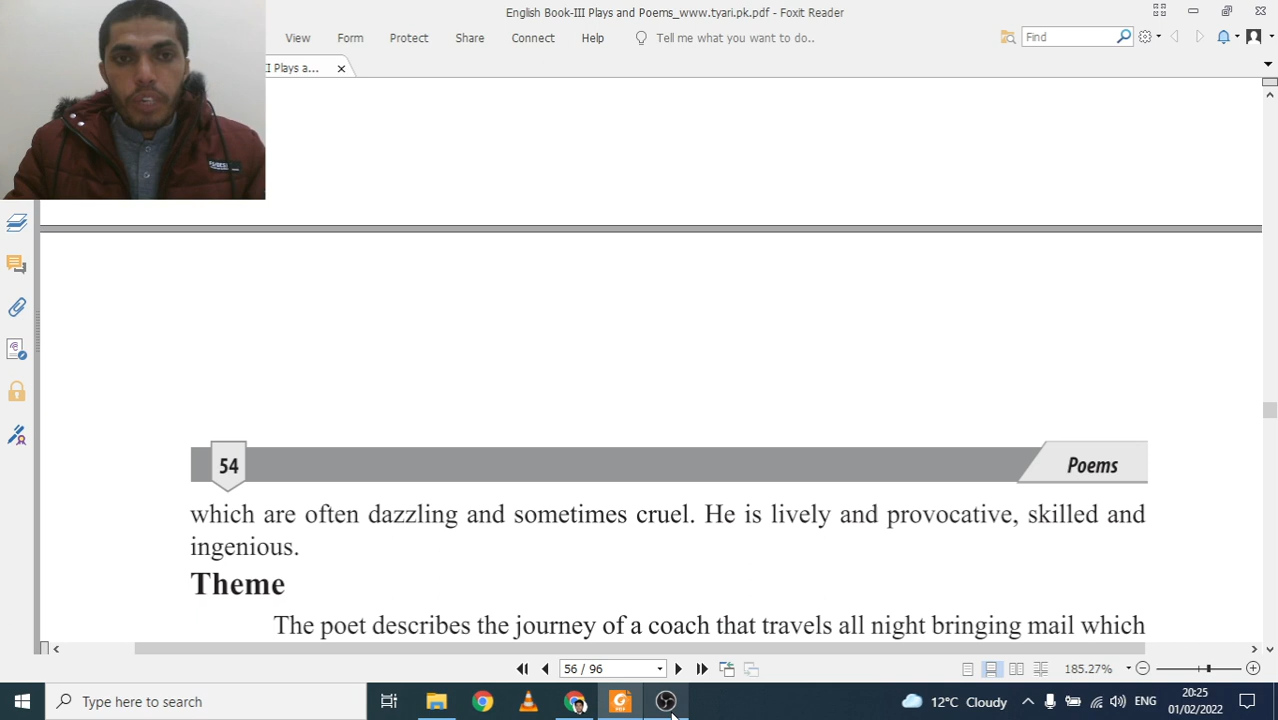 English Book-III Plays and Poems_www.tyari.pk.pdf - Foxit Reader
View Form Protect Share Connect Help Tell me what you want to do.. Find
I Plays a...
54 Poems
which are often dazzling and sometimes cruel. He is lively and provocative, skilled and
ingenious.
Theme
The poet describes the journey of a coach that travels all night bringing mail which
56 / 96 185.27%
Type here to search 12°C Cloudy ENG 20:25
01/02/2022